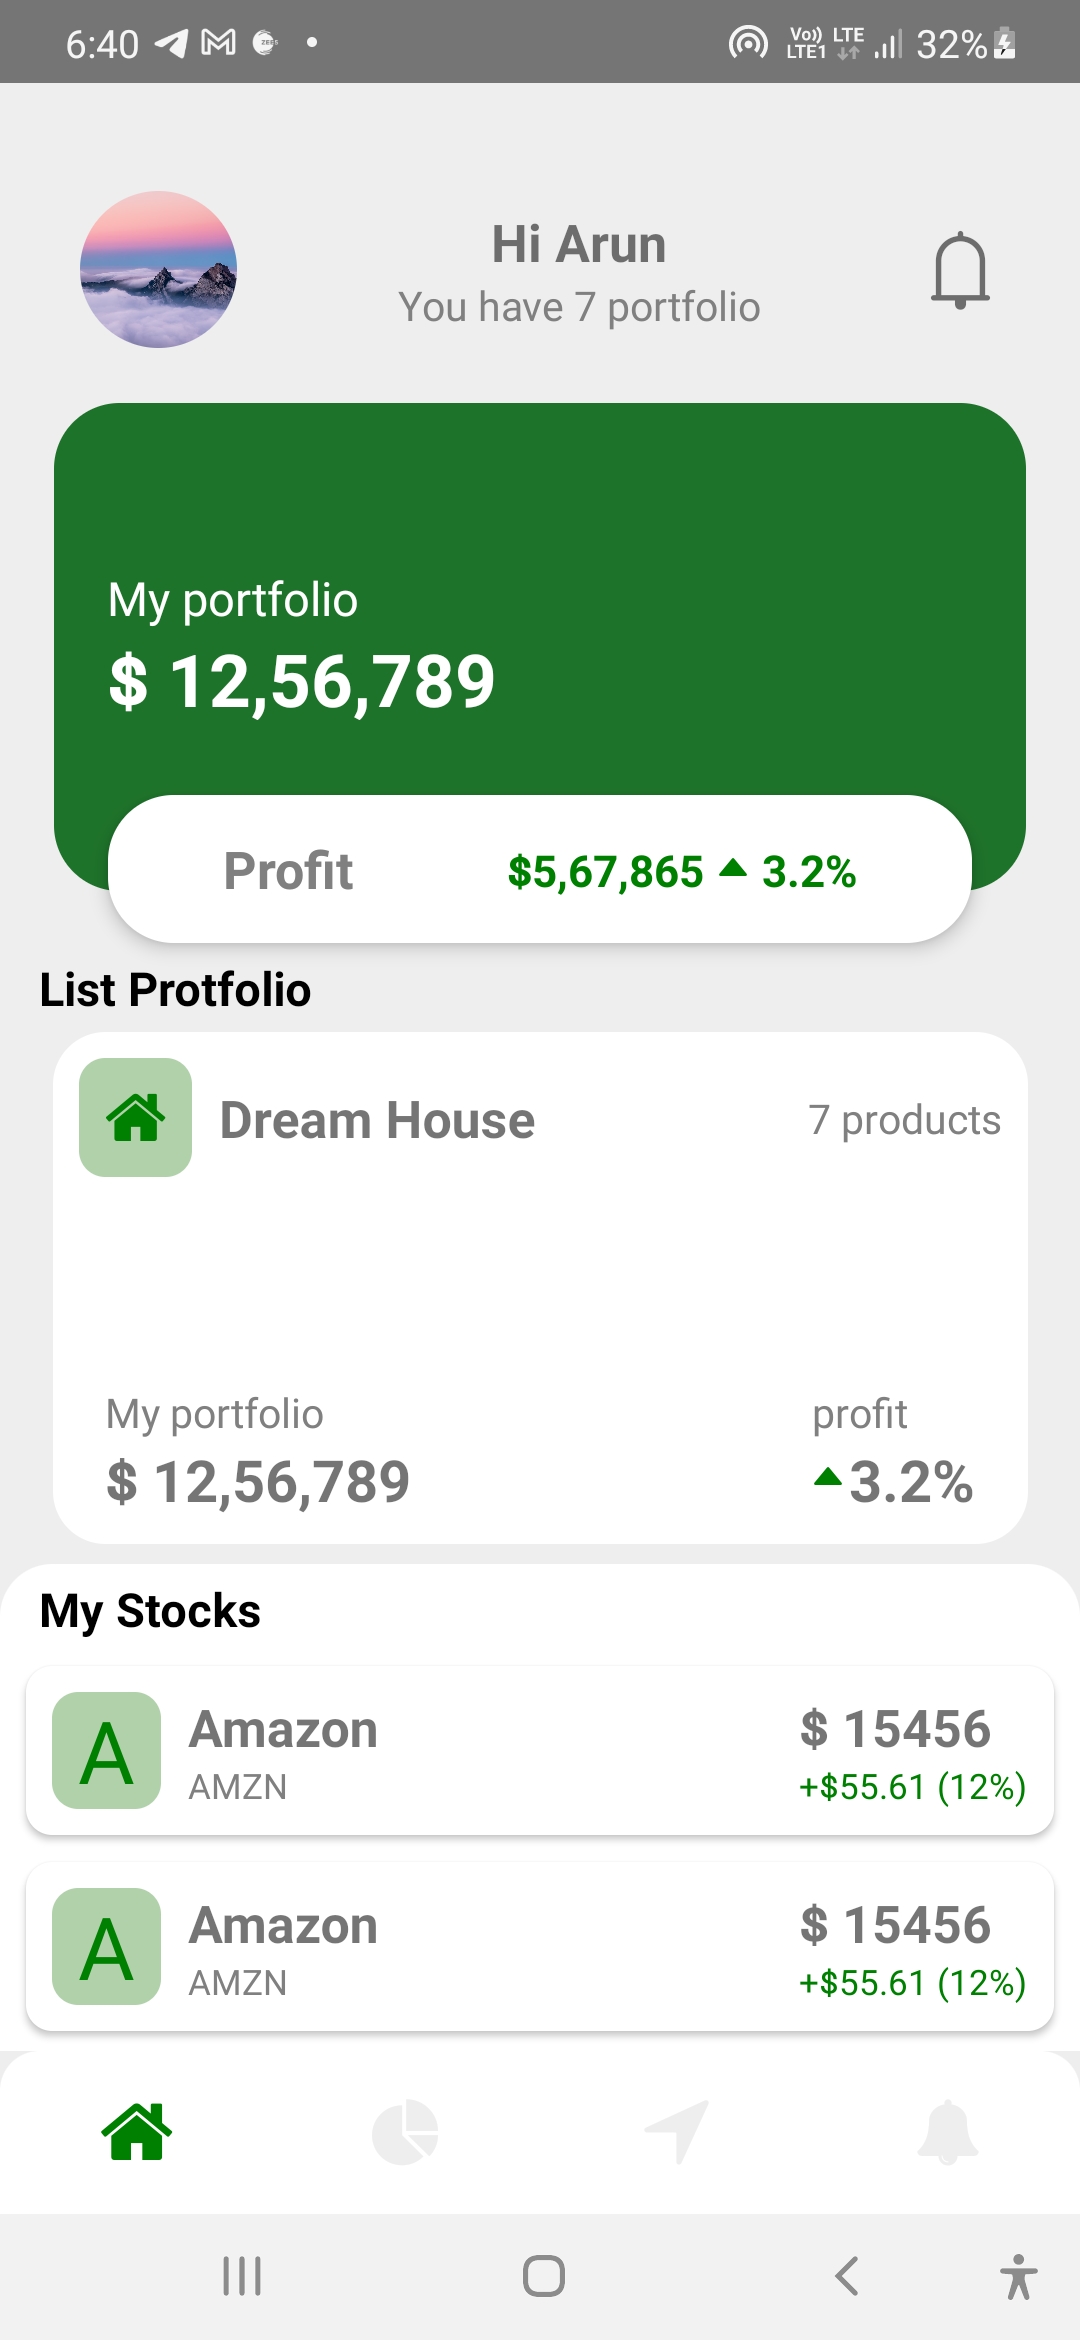 6:40
Vo)) LTE
LTE1
32%
Hi Arun
You have 7 portfolio
My portfolio
$ 12,56,789
Profit $5,67,865 3.2%
List Protfolio
Dream House 7 products
My portfolio profit
$ 12,56,789 3.2%
My Stocks
A Amazon $ 15456
AMZN +$55.61 (12%)
A Amazon $ 15456
AMZN +$55.61 (12%)